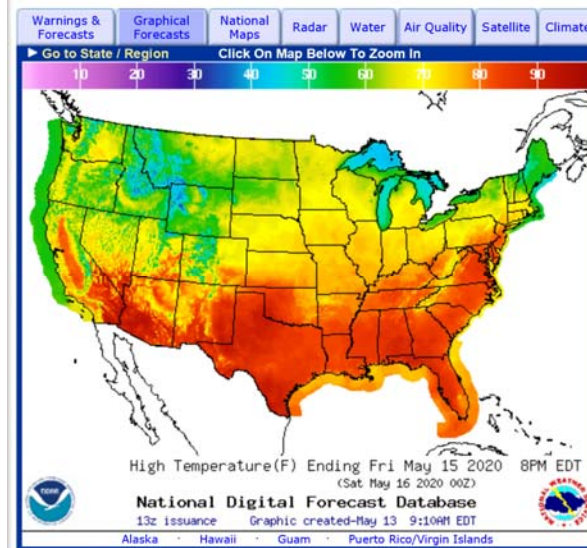 Warnings & Forecasts
Graphical Forecasts
National Maps
Radar
Water
Air Quality
Satellite
Climate
Go to State / Region
Click On Map Below To Zoom In
10 20 30 40 50 60 70 80 90
High Temperature(F) Ending Fri May 15 2020 8PM EDT
(Sat May 16 2020 00Z)
National Digital Forecast Database
13z issuance Graphic created-May 13 9:10AM EDT
Alaska · Hawaii · Guam · Puerto Rico/Virgin Islands
NOAA